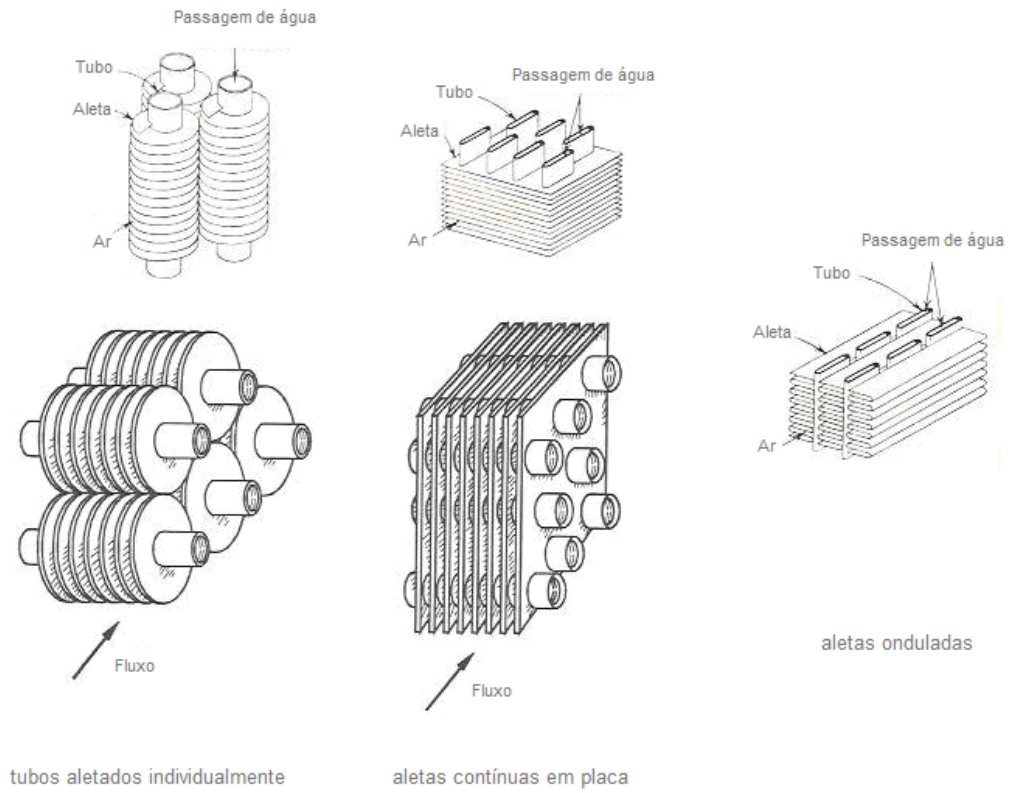 Passagem de água
Tubo
Aleta
Ar
Passagem de água
Tubo
Aleta
Ar
Passagem de água
Tubo
Aleta
Ar
Fluxo
Fluxo
aletas onduladas
tubos aletados individualmente
aletas contínuas em placa